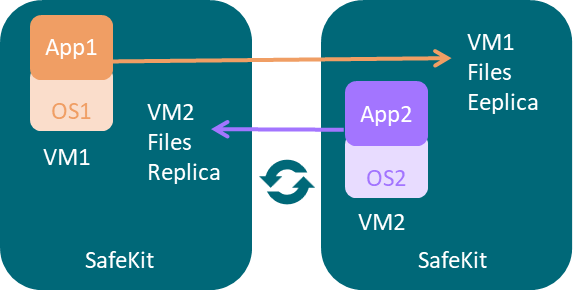 App1
OS1
VM1
VM2
Files
Replica
SafeKit
VM1
Files
Eeplica
App2
OS2
VM2
SafeKit